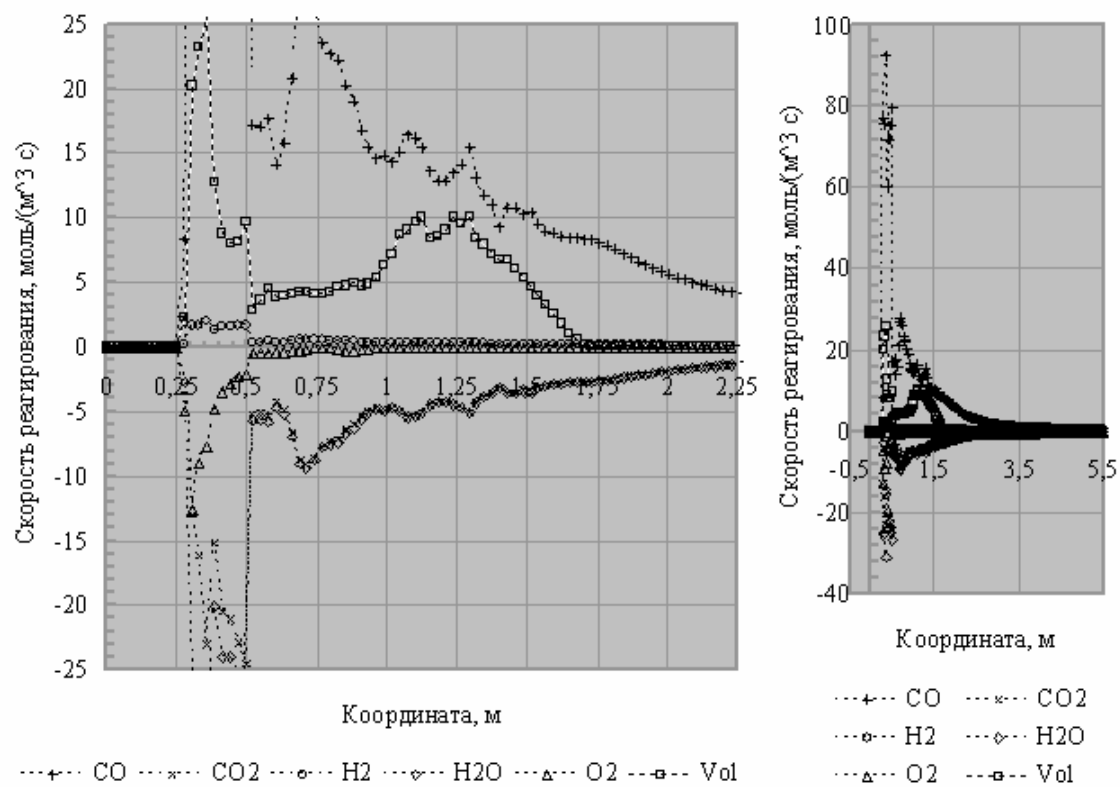 Скорость реагирования, моль/(м^3 с)
25
20
15
10
5
0
-5
-10
-15
-20
-25
0 0,25 0,5 0,75 1 1,25 1,5 1,75 2 2,25
Координата, м
CO CO2 H2 H2O O2 Vol
Скорость реагирования, моль/(м^3 с)
100
80
60
40
20
0
-20
-40
-0,5 1,5 3,5 5,5
Координата, м
CO CO2
H2 H2O
O2 Vol